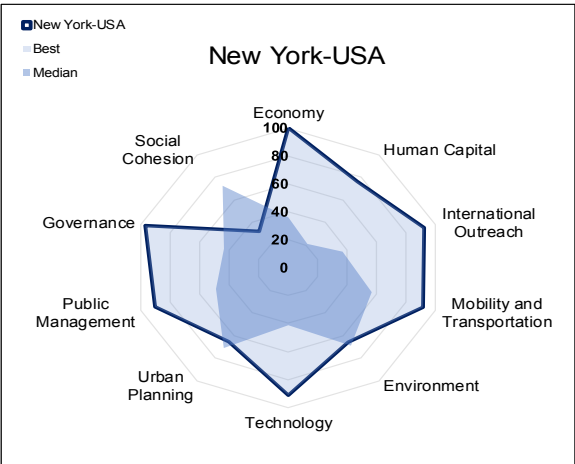 New York-USA
Best
Median
New York-USA
Economy
Human Capital
International
Outreach
Mobility and
Transportation
Environment
Technology
Urban
Planning
Public
Management
Governance
Social
Cohesion
100
80
60
40
20
0